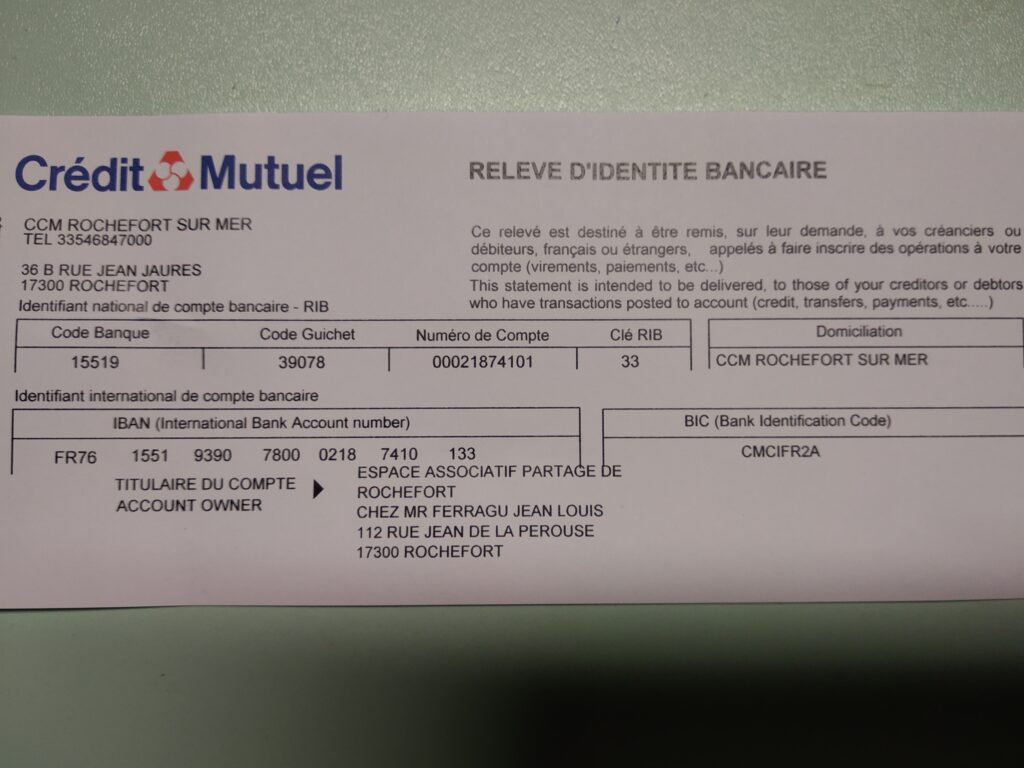 Crédit Mutuel
RELEVE D'IDENTITE BANCAIRE
CCM ROCHEFORT SUR MER
TEL 33546847000
36 B RUE JEAN JAURES
17300 ROCHEFORT
Ce relevé est destiné à être remis, sur leur demande, à vos créanciers ou
débiteurs, français ou étrangers, appelés à faire inscrire des opérations à votre
compte (virements, paiements, etc...)
This statement is intended to be delivered, to those of your creditors or debtors
who have transactions posted to account (credit, transfers, payments, etc.....)
Identifiant national de compte bancaire - RIB
Code Banque Code Guichet Numéro de Compte Clé RIB Domiciliation
15519 39078 00021874101 33 CCM ROCHEFORT SUR MER
Identifiant international de compte bancaire
IBAN (International Bank Account number) BIC (Bank Identification Code)
FR76 1551 9390 7800 0218 7410 133 CMCIFR2A
TITULAIRE DU COMPTE
ACCOUNT OWNER
ESPACE ASSOCIATIF PARTAGE DE
ROCHEFORT
CHEZ MR FERRAGU JEAN LOUIS
112 RUE JEAN DE LA PEROUSE
17300 ROCHEFORT